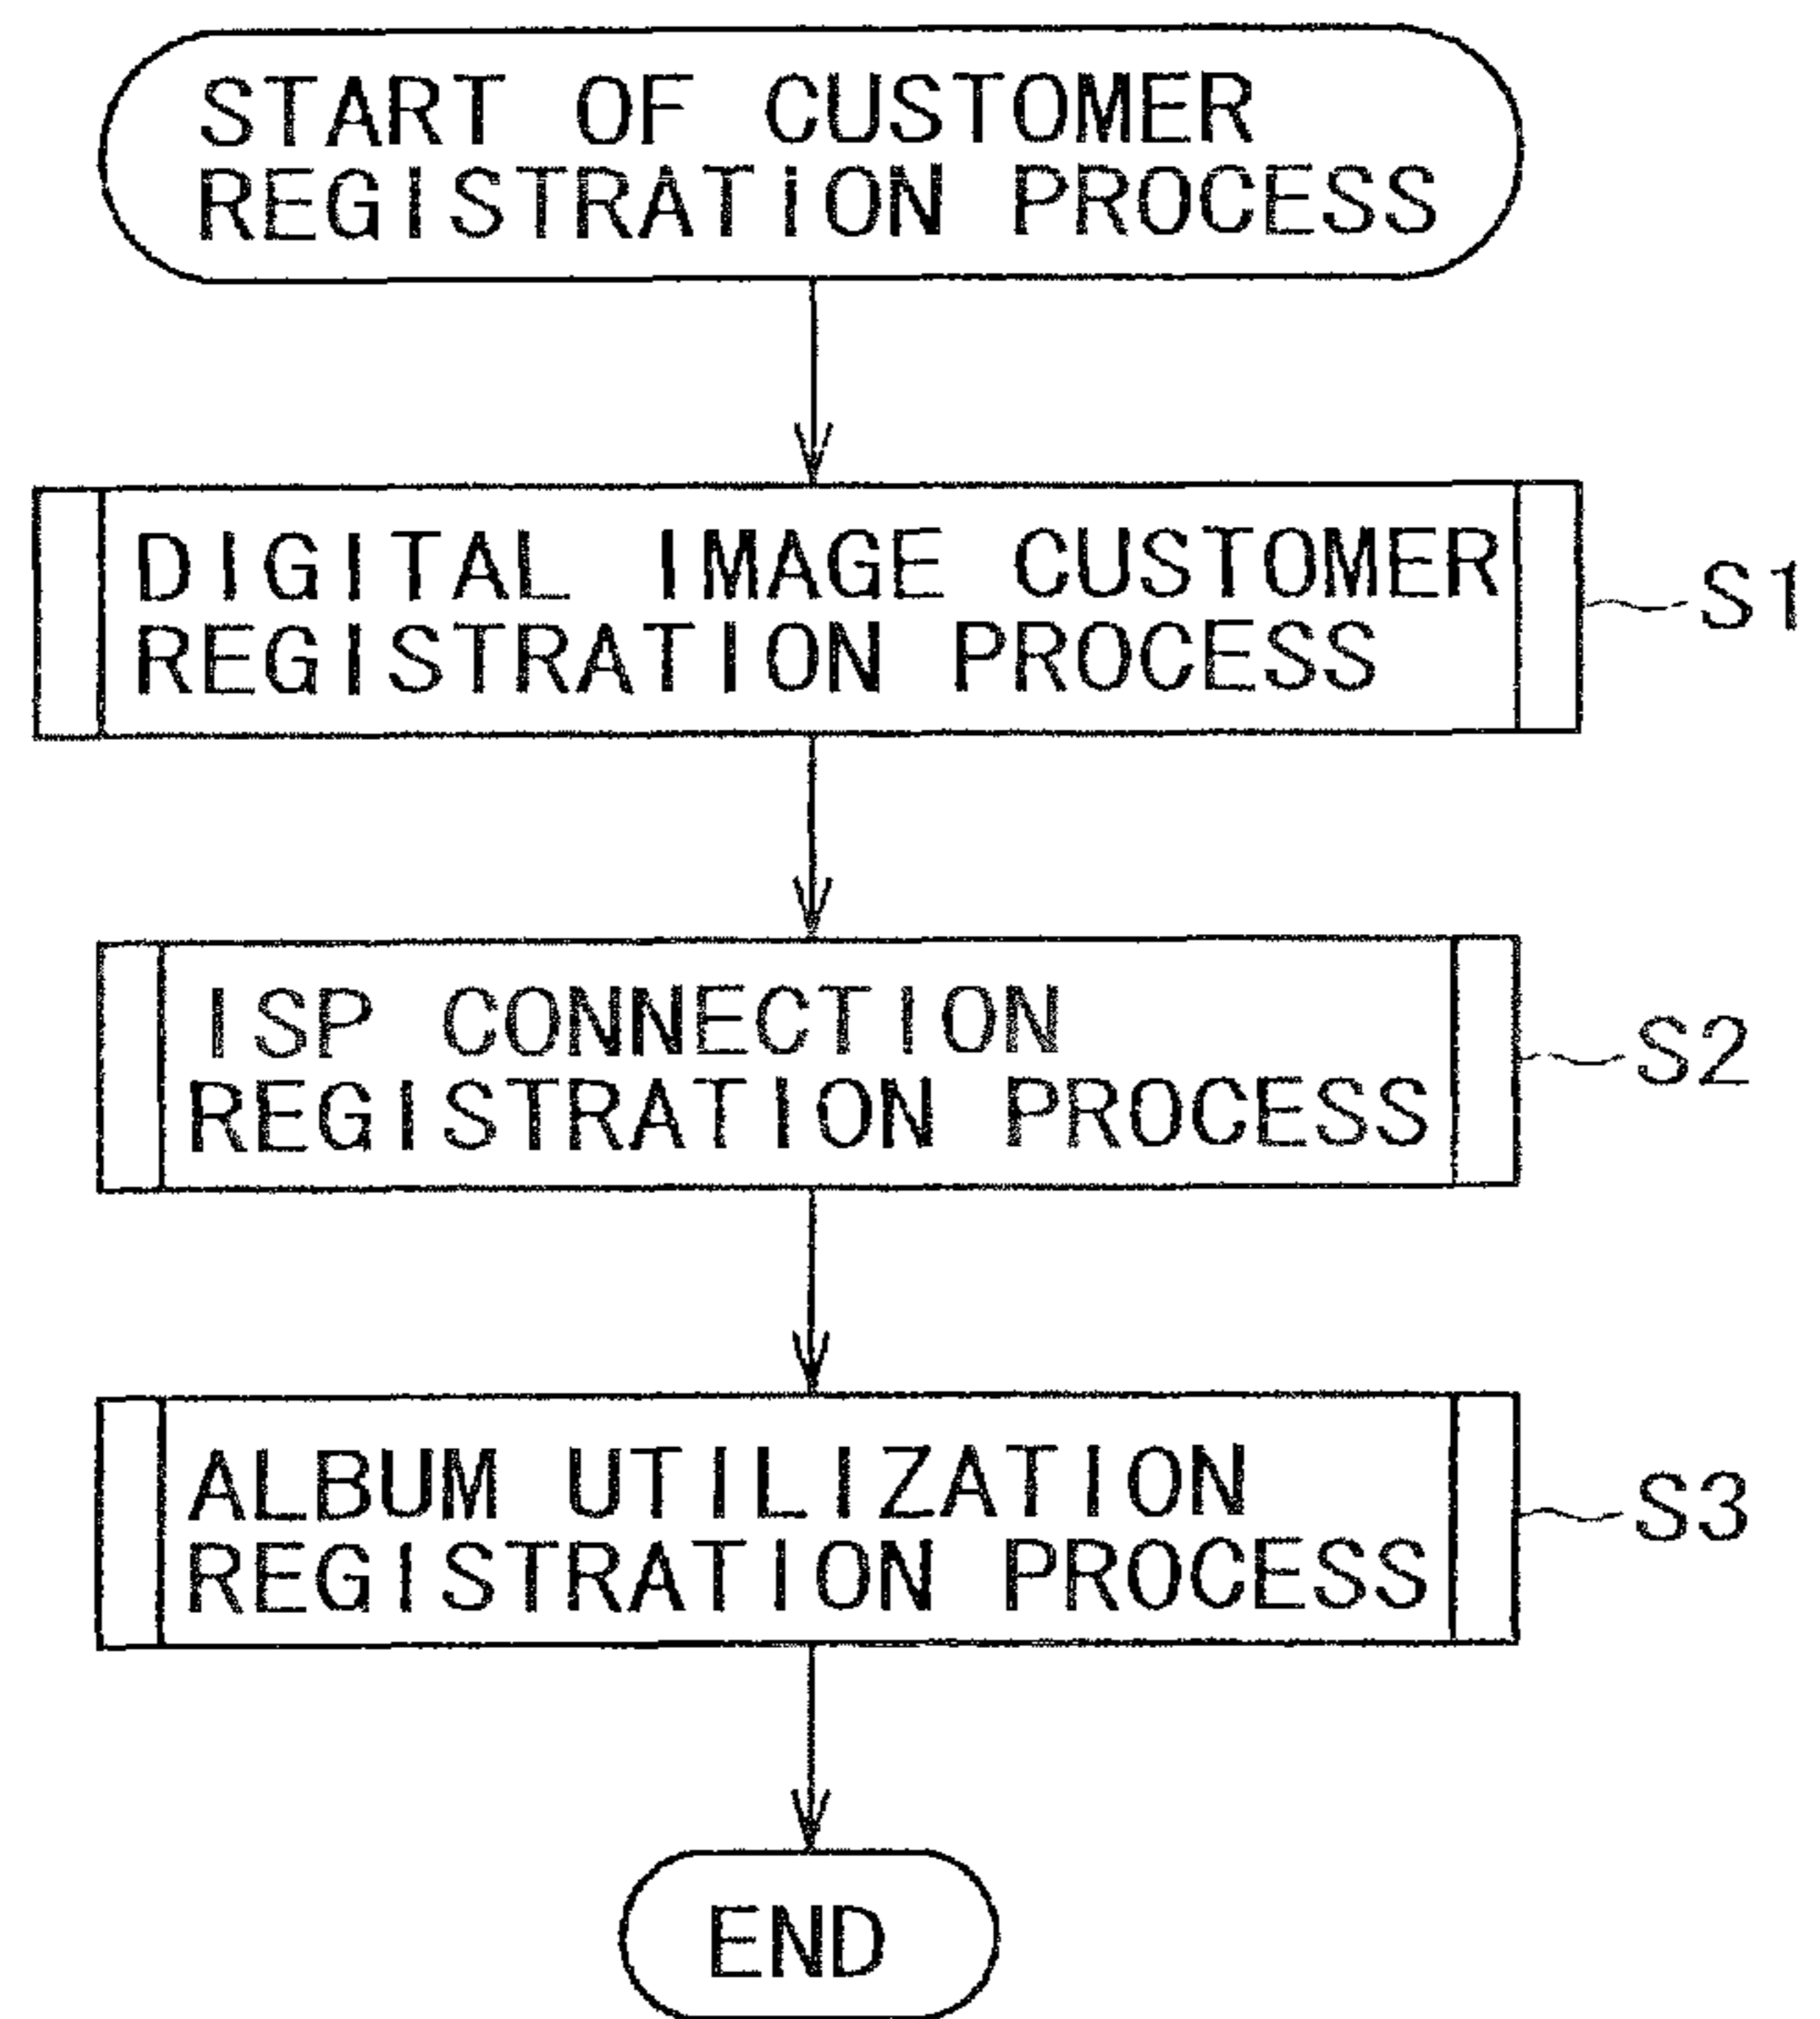 START OF CUSTOMER
REGISTRATION PROCESS
DIGITAL IMAGE CUSTOMER
REGISTRATION PROCESS
S1
ISP CONNECTION
REGISTRATION PROCESS
S2
ALBUM UTILIZATION
REGISTRATION PROCESS
S3
END